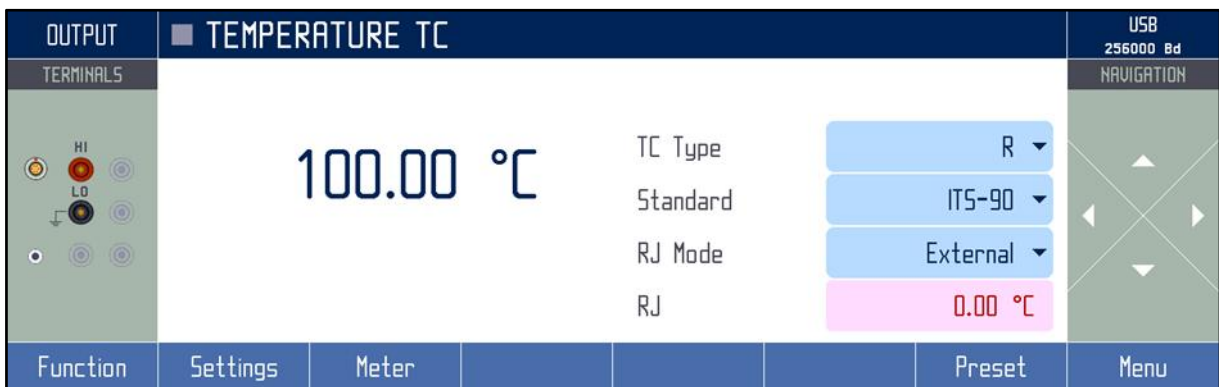 OUTPUT
TEMPERATURE TC
USB
256000 Bd
TERMINALS
NAVIGATION
HI
LO
100.00 °C
TC Type R
Standard ITS-90
RJ Mode External
RJ 0.00 °C
Function Settings Meter Preset Menu